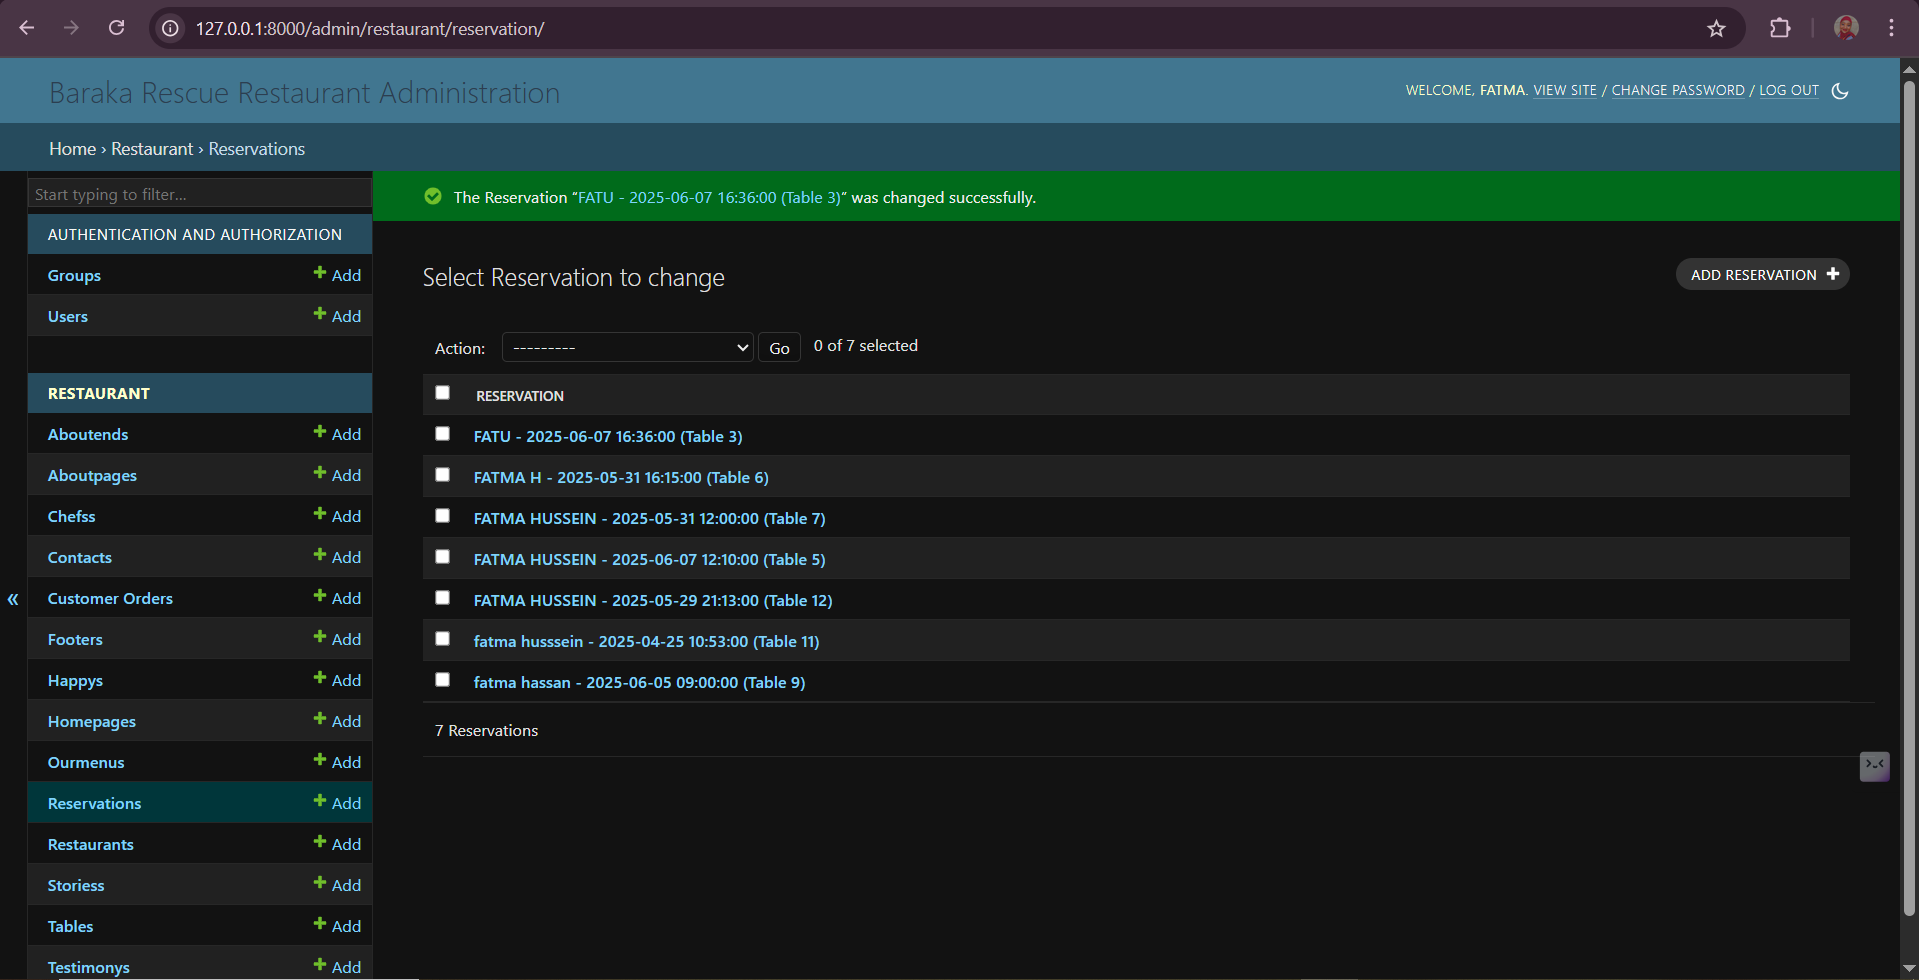 127.0.0.1:8000/admin/restaurant/reservation/
Baraka Rescue Restaurant Administration
WELCOME, FATMA. VIEW SITE / CHANGE PASSWORD / LOG OUT
Home › Restaurant › Reservations
Start typing to filter...
The Reservation “FATU - 2025-06-07 16:36:00 (Table 3)” was changed successfully.
AUTHENTICATION AND AUTHORIZATION
Groups + Add
Users + Add
RESTAURANT
Aboutends + Add
Aboutpages + Add
Chefss + Add
Contacts + Add
Customer Orders + Add
Footers + Add
Happys + Add
Homepages + Add
Ourmenus + Add
Reservations + Add
Restaurants + Add
Storiess + Add
Tables + Add
Testimonys + Add
«
Select Reservation to change
ADD RESERVATION +
Action: --------- Go 0 of 7 selected
RESERVATION
FATU - 2025-06-07 16:36:00 (Table 3)
FATMA H - 2025-05-31 16:15:00 (Table 6)
FATMA HUSSEIN - 2025-05-31 12:00:00 (Table 7)
FATMA HUSSEIN - 2025-06-07 12:10:00 (Table 5)
FATMA HUSSEIN - 2025-05-29 21:13:00 (Table 12)
fatma husssein - 2025-04-25 10:53:00 (Table 11)
fatma hassan - 2025-06-05 09:00:00 (Table 9)
7 Reservations